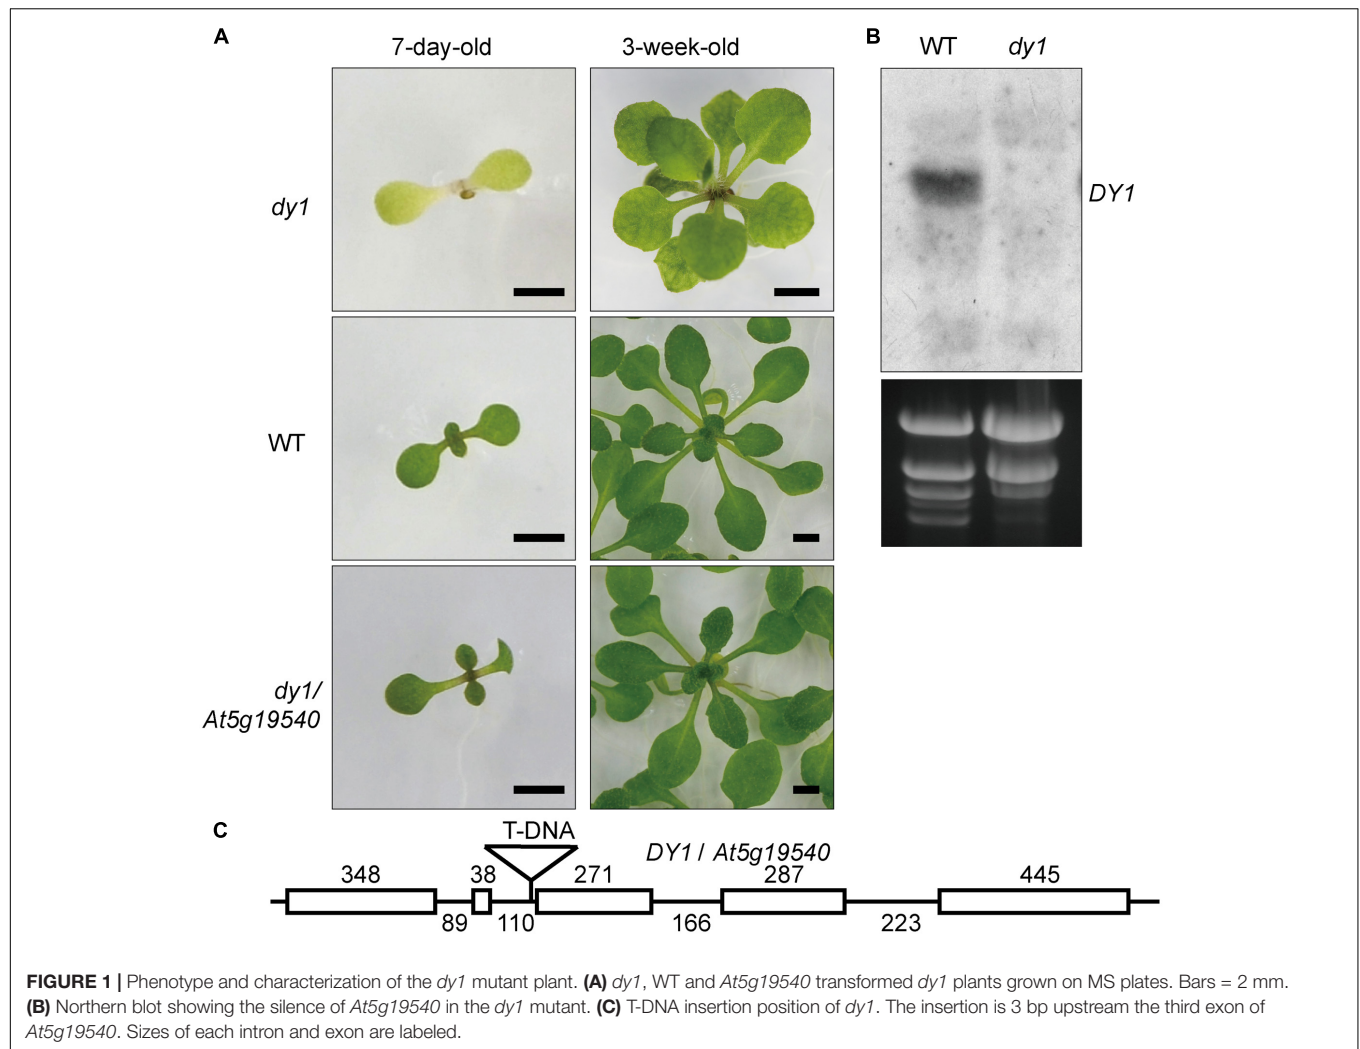 A
7-day-old
3-week-old
B
WT
dy1
dy1
DY1
WT
dy1/
At5g19540
C
T-DNA
DY1 / At5g19540
348
38
271
287
445
89
110
166
223
FIGURE 1 | Phenotype and characterization of the dy1 mutant plant. (A) dy1, WT and At5g19540 transformed dy1 plants grown on MS plates. Bars = 2 mm.
(B) Northern blot showing the silence of At5g19540 in the dy1 mutant. (C) T-DNA insertion position of dy1. The insertion is 3 bp upstream the third exon of
At5g19540. Sizes of each intron and exon are labeled.